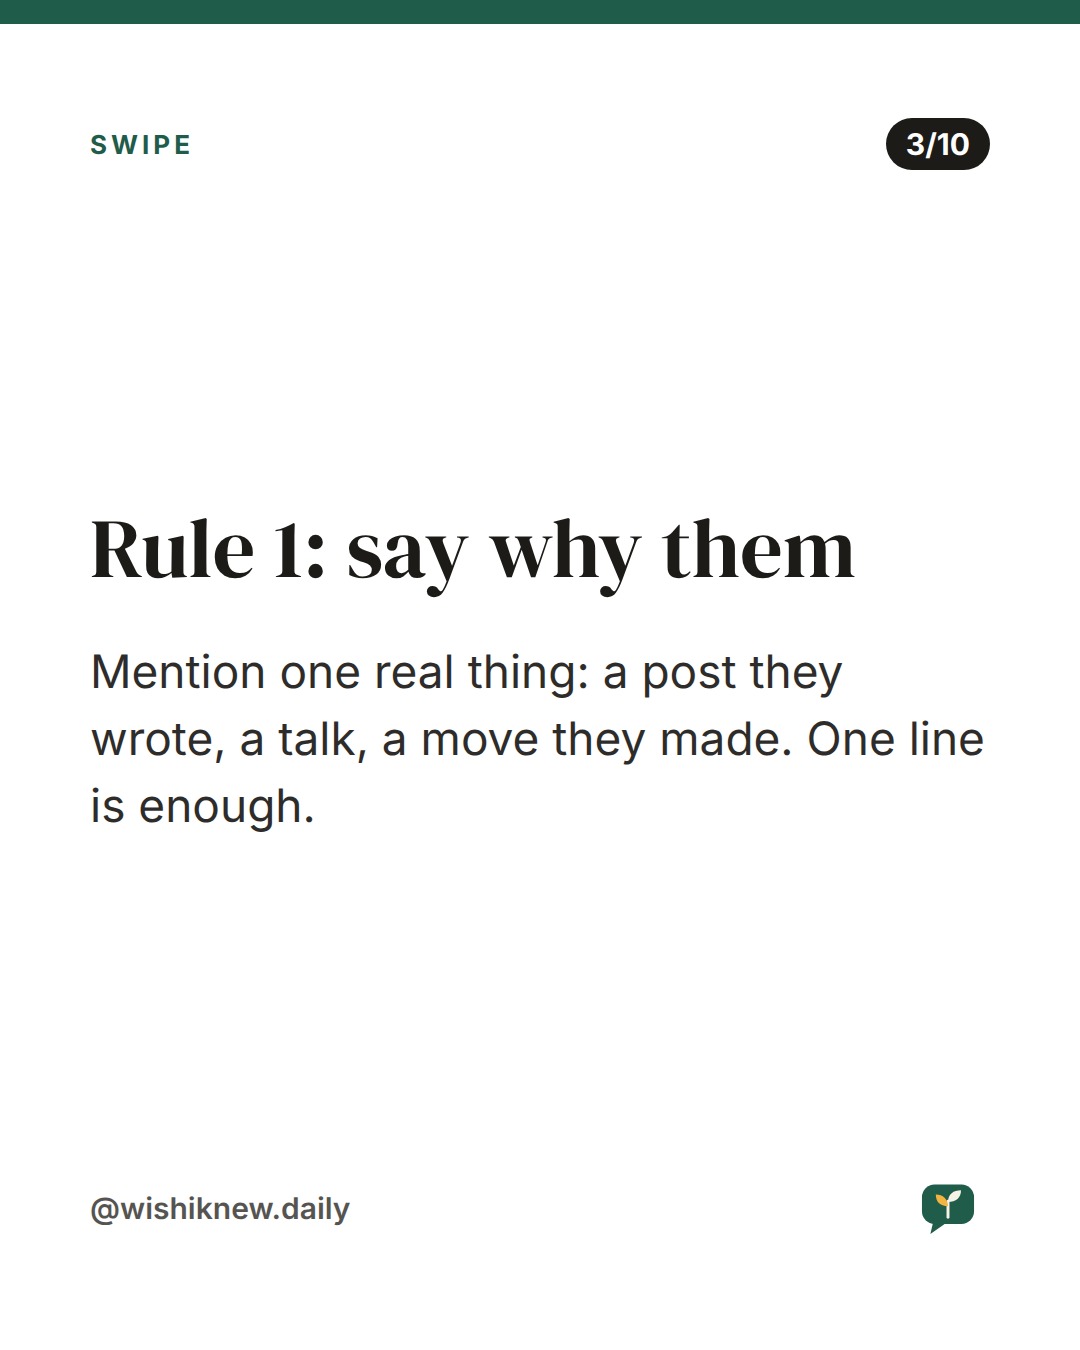 SWIPE
3/10
Rule 1: say why them
Mention one real thing: a post they
wrote, a talk, a move they made. One line
is enough.
@wishiknew.daily